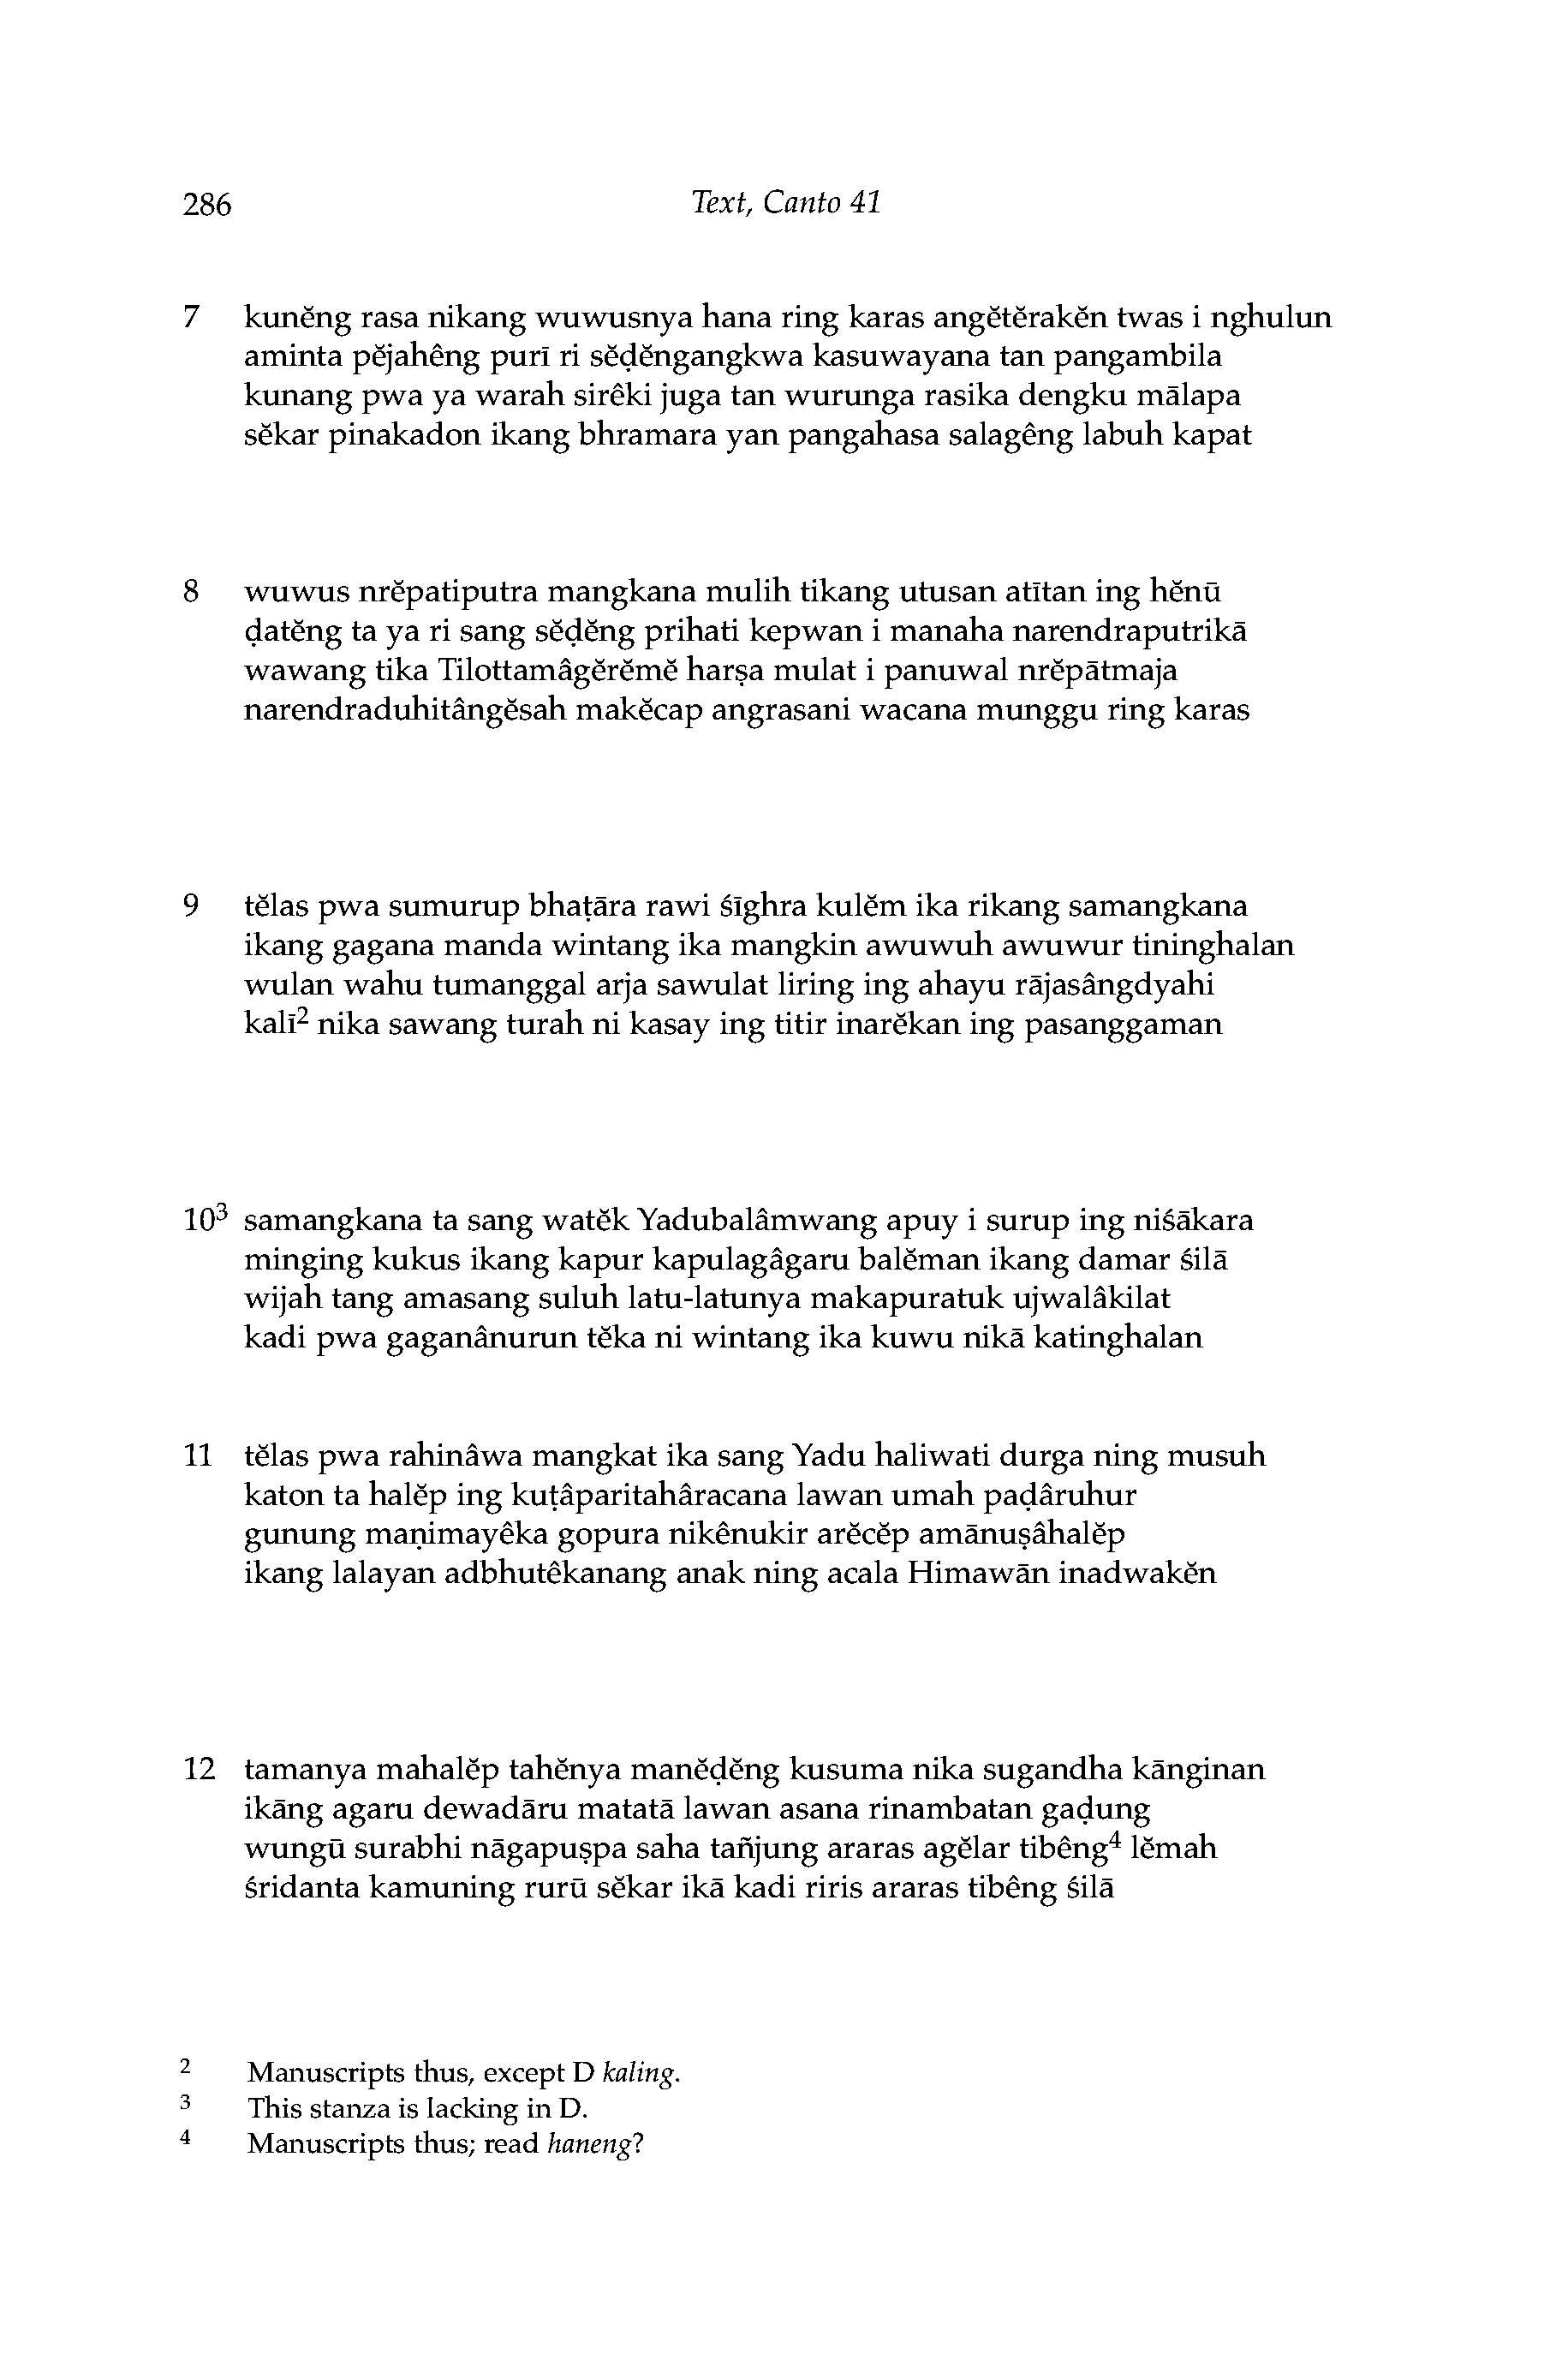 286 Text, Canto 41
7 kunĕng rasa nikang wuwusnya hana ring karas angĕtĕrakĕn twas i nghulun
aminta pĕjahêng purī ri sĕḍĕngangkwa kasuwayana tan pangambila
kunang pwa ya warah sirêki juga tan wurunga rasika dengku mālapa
sĕkar pinakadon ikang bhramara yan pangahasa salagêng labuh kapat
8 wuwus nrĕpatiputra mangkana mulih tikang utusan atītan ing hĕnū
ḍatĕng ta ya ri sang sĕḍĕng prihati kepwan i manaha narendraputrikā
wawang tika Tilottamâgĕrĕmĕ harṣa mulat i panuwal nrĕpātmaja
narendraduhitângĕsah makĕcap angrasani wacana munggu ring karas
9 tĕlas pwa sumurup bhaṭāra rawi śīghra kulĕm ika rikang samangkana
ikang gagana manda wintang ika mangkin awuwuh awuwur tininghalan
wulan wahu tumanggal arja sawulat liring ing ahayu rājasângdyahi
kalī² nika sawang turah ni kasay ing titir inarĕkan ing pasanggaman
10³ samangkana ta sang watĕk Yadubalâmwang apuy i surup ing niśākara
minging kukus ikang kapur kapulagâgaru balĕman ikang damar śilā
wijah tang amasang suluh latu-latunya makapuratuk ujwalâkilat
kadi pwa gaganânurun tĕka ni wintang ika kuwu nikā katinghalan
11 tĕlas pwa rahinâwa mangkat ika sang Yadu haliwati durga ning musuh
katon ta halĕp ing kuṭâparitahâracana lawan umah paḍâruhur
gunung maṇimayêka gopura nikênukir arĕcĕp amānuṣâhalĕp
ikang lalayan adbhutêkanang anak ning acala Himawān inadwakĕn
12 tamanya mahalĕp tahĕnya manĕḍĕng kusuma nika sugandha kānginan
ikāng agaru dewadāru matatā lawan asana rinambatan gaḍung
wungū surabhi nāgapuṣpa saha tañjung araras agĕlar tibêng⁴ lĕmah
śridanta kamuning rurū sĕkar ikā kadi riris araras tibêng śilā
² Manuscripts thus, except D kaling.
³ This stanza is lacking in D.
⁴ Manuscripts thus; read haneng?